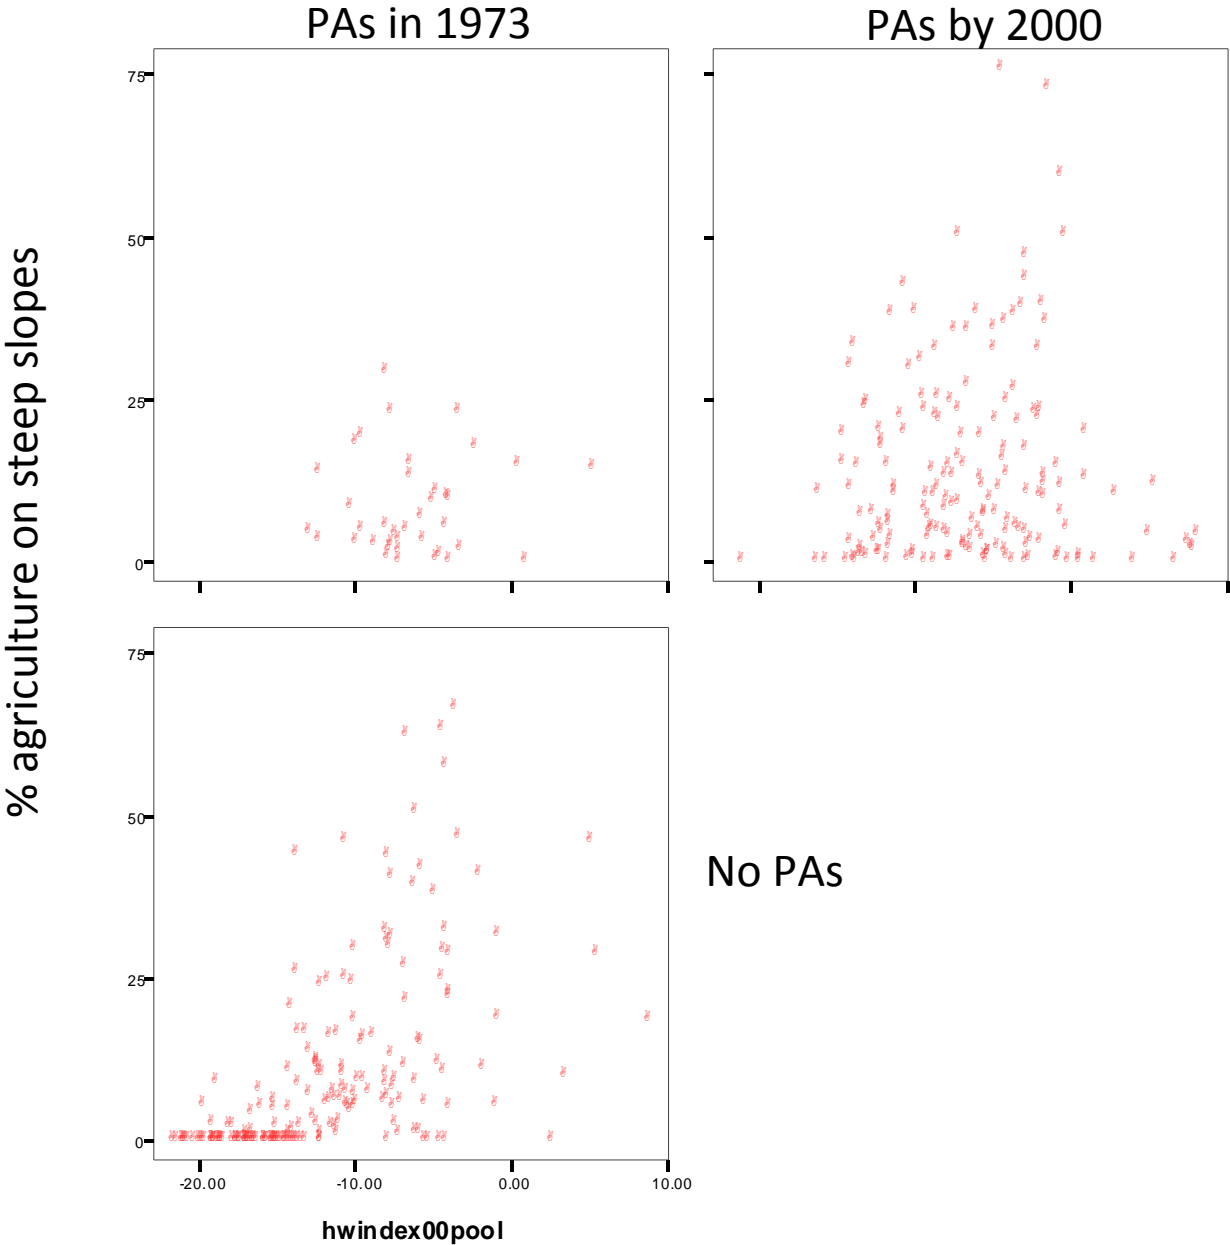 PAs in 1973
PAs by 2000
% agriculture on steep slopes
75
50
25
0
75
50
25
0
No PAs
-20.00 -10.00 0.00 10.00
hwindex00pool